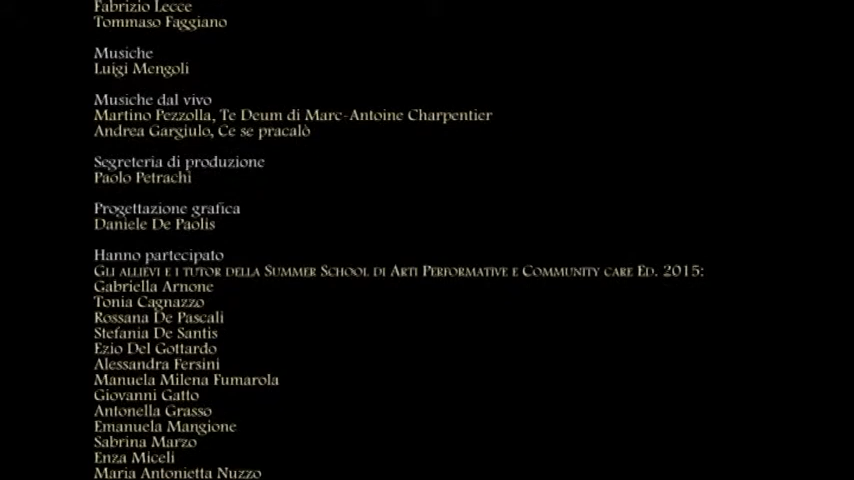 Fabrizio Lecce
Tommaso Faggiano
Musiche
Luigi Mengoli
Musiche dal vivo
Martino Pezzolla, Te Deum di Marc-Antoine Charpentier
Andrea Gargiulo, Ce se pracalò
Segreteria di produzione
Paolo Petrachi
Progettazione grafica
Daniele De Paolis
Hanno partecipato
Gli allievi e i tutor della Summer School di Arti Performative e Community care Ed. 2015:
Gabriella Arnone
Tonia Cagnazzo
Rossana De Pascali
Stefania De Santis
Ezio Del Gottardo
Alessandra Fersini
Manuela Milena Fumarola
Giovanni Gatto
Antonella Grasso
Emanuela Mangione
Sabrina Marzo
Enza Miceli
Maria Antonietta Nuzzo